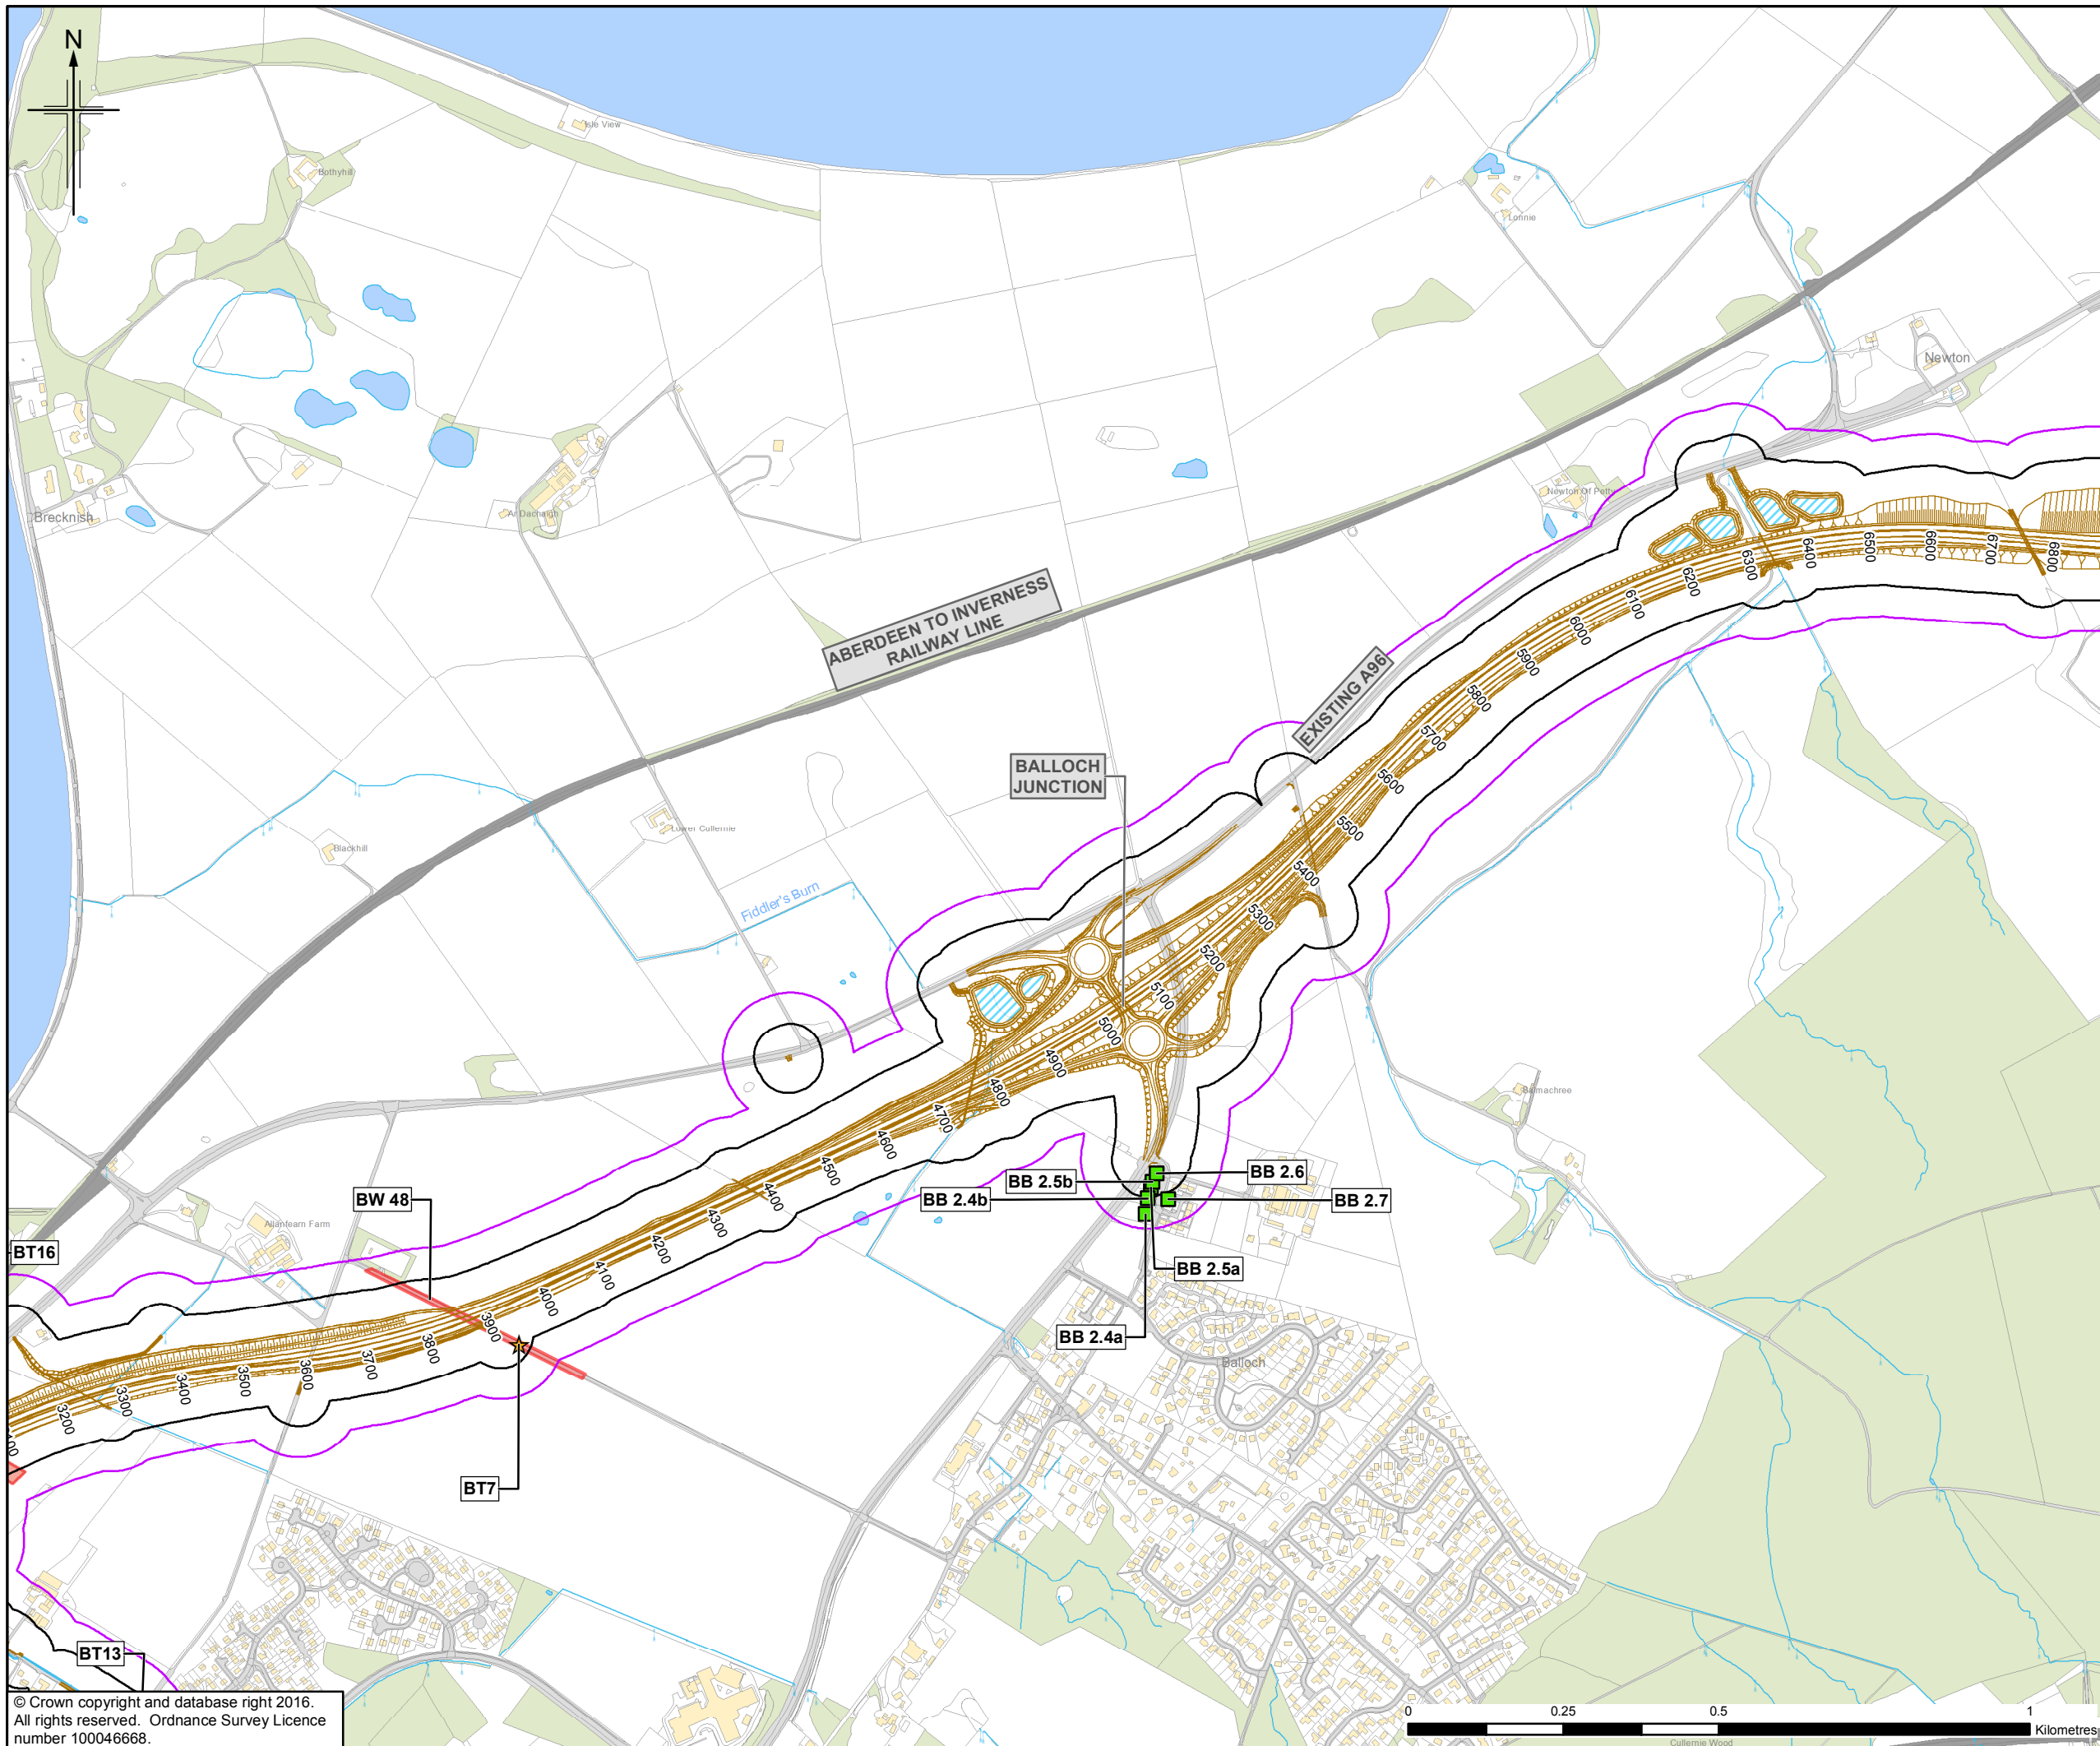 N
Isle View
Bothyhill
Lonnie
Newton
Brecknish
Ar Dachaigh
Newton Of Petty
ABERDEEN TO INVERNESS
RAILWAY LINE
EXISTING A96
BALLOCH
JUNCTION
Lower Cullernie
Blackhill
Fiddler's Burn
Balmachree
Allanfearn Farm
Balloch
Cullernie Wood
BW 48
BT16
BT7
BT13
BB 2.6
BB 2.5b
BB 2.4b
BB 2.7
BB 2.5a
BB 2.4a
3200
3300
3400
3500
3600
3700
3800
3900
4000
4100
4200
4300
4400
4500
4600
4700
4800
4900
5000
5100
5200
5300
5400
5500
5600
5700
5800
5900
6000
6100
6200
6300
6400
6500
6600
6700
6800
© Crown copyright and database right 2016.
All rights reserved. Ordnance Survey Licence
number 100046668.
0 0.25 0.5 1
Kilometres